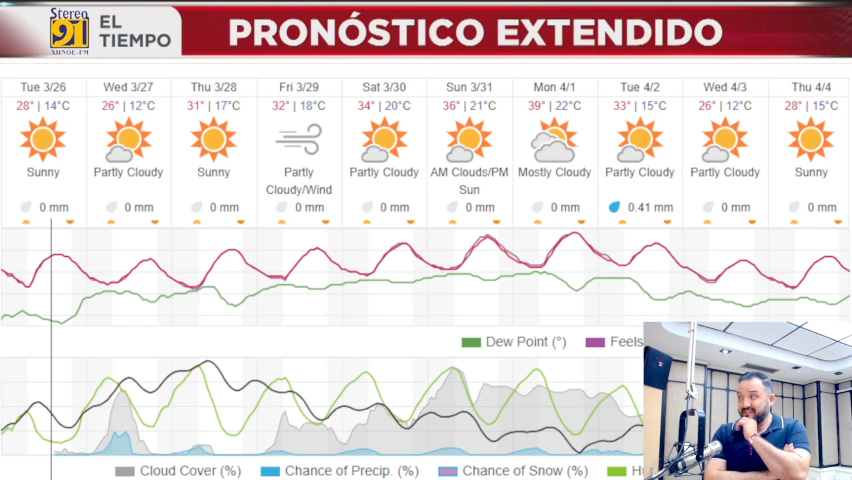 Stereo
91
XHNOE-FM
EL
TIEMPO
PRONÓSTICO EXTENDIDO
Tue 3/26
28° | 14°C
Sunny
0 mm
Wed 3/27
26° | 12°C
Partly Cloudy
0 mm
Thu 3/28
31° | 17°C
Sunny
0 mm
Fri 3/29
32° | 18°C
Partly
Cloudy/Wind
0 mm
Sat 3/30
34° | 20°C
Partly Cloudy
0 mm
Sun 3/31
36° | 21°C
AM Clouds/PM
Sun
0 mm
Mon 4/1
39° | 22°C
Mostly Cloudy
0 mm
Tue 4/2
33° | 15°C
Partly Cloudy
0.41 mm
Wed 4/3
26° | 12°C
Partly Cloudy
0 mm
Thu 4/4
28° | 15°C
Sunny
0 mm
Dew Point (°) Feels
Cloud Cover (%) Chance of Precip. (%) Chance of Snow (%) Hu